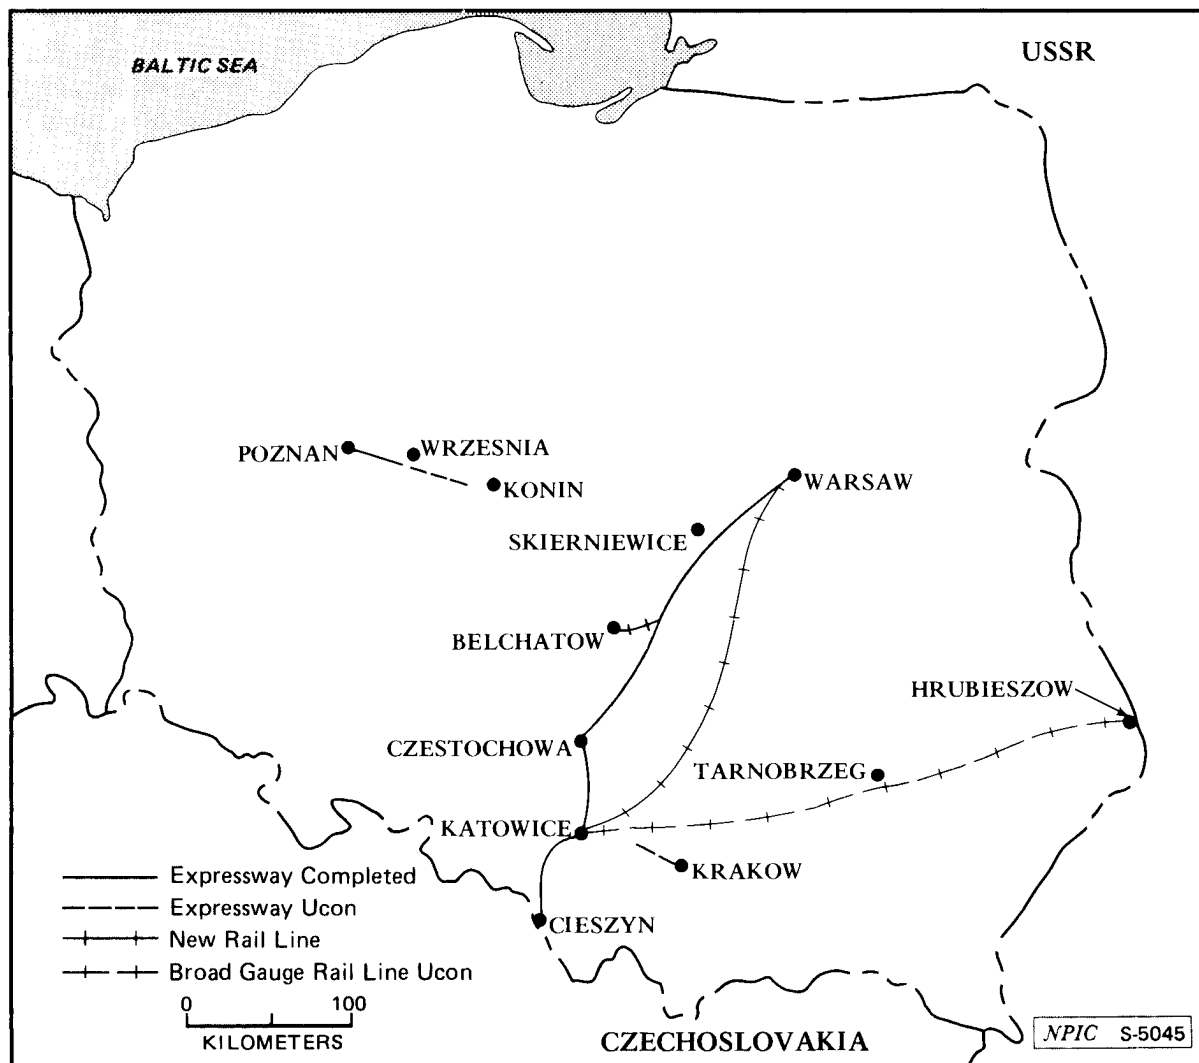 USSR
BALTIC SEA
POZNAN
WRZESNIA
KONIN
WARSAW
SKIERNIEWICE
BELCHATOW
HRUBIESZOW
CZESTOCHOWA
TARNOBRZEG
KATOWICE
KRAKOW
CIESZYN
Expressway Completed
Expressway Ucon
New Rail Line
Broad Gauge Rail Line Ucon
0 100
KILOMETERS
CZECHOSLOVAKIA
NPIC S-5045